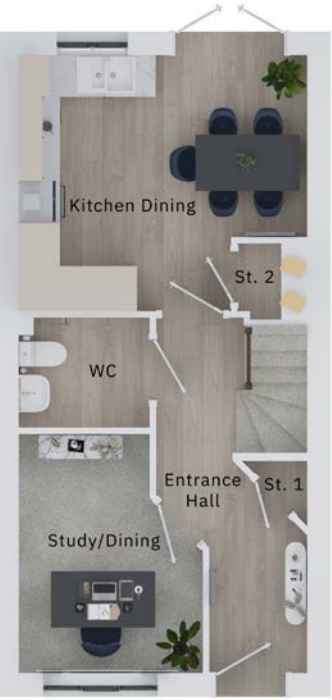 Kitchen Dining
St. 2
WC
Entrance
Hall
St. 1
Study/Dining